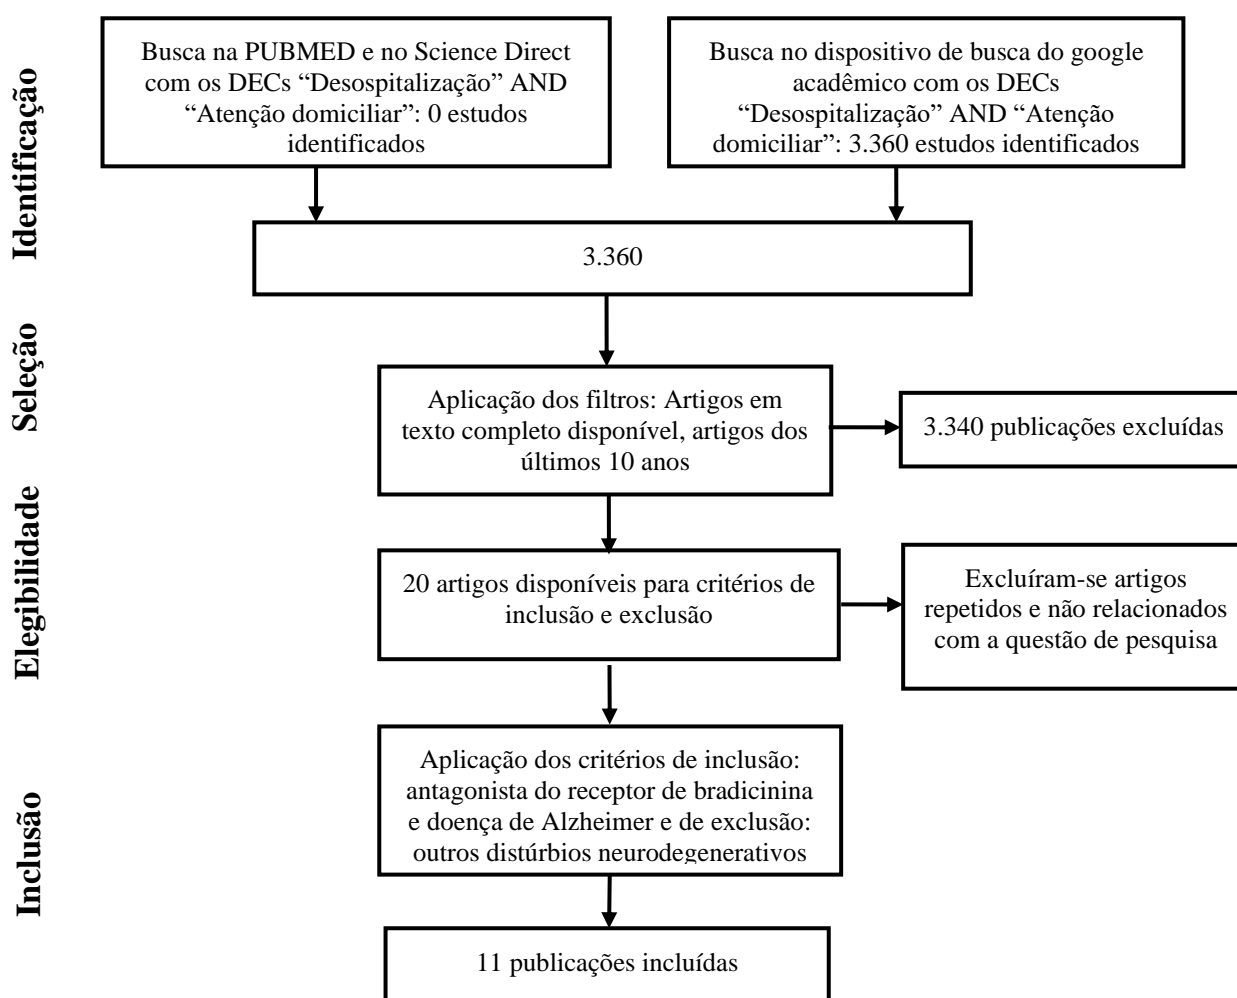 Identificação
Busca na PUBMED e no Science Direct
com os DECs “Desospitalização” AND
“Atenção domiciliar”: 0 estudos
identificados
Busca no dispositivo de busca do google
acadêmico com os DECs
“Desospitalização” AND “Atenção
domiciliar”: 3.360 estudos identificados
3.360
Seleção
Aplicação dos filtros: Artigos em
texto completo disponível, artigos dos
últimos 10 anos
3.340 publicações excluídas
Elegibilidade
20 artigos disponíveis para critérios de
inclusão e exclusão
Excluíram-se artigos
repetidos e não relacionados
com a questão de pesquisa
Inclusão
Aplicação dos critérios de inclusão:
antagonista do receptor de bradicinina
e doença de Alzheimer e de exclusão:
outros distúrbios neurodegenerativos
11 publicações incluídas